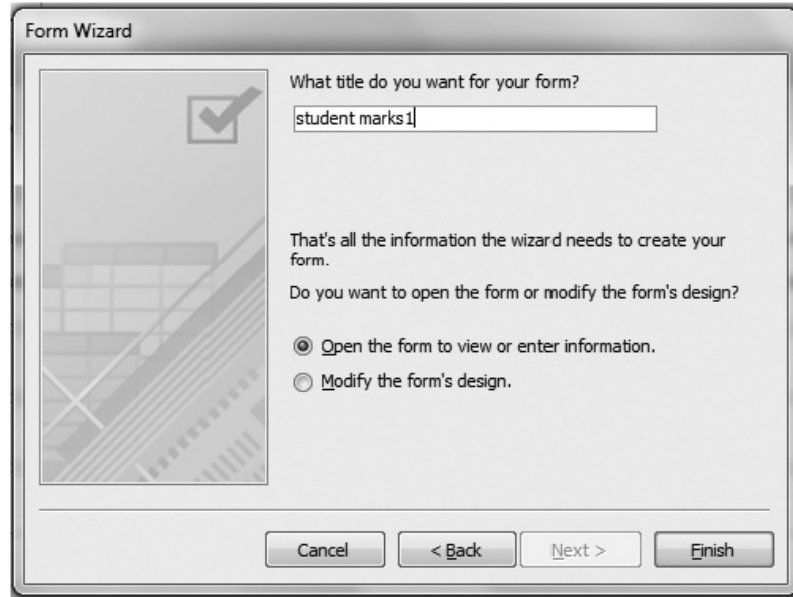 Form Wizard
What title do you want for your form?
student marks1
That's all the information the wizard needs to create your
form.
Do you want to open the form or modify the form's design?
Open the form to view or enter information.
Modify the form's design.
Cancel < Back Next > Finish